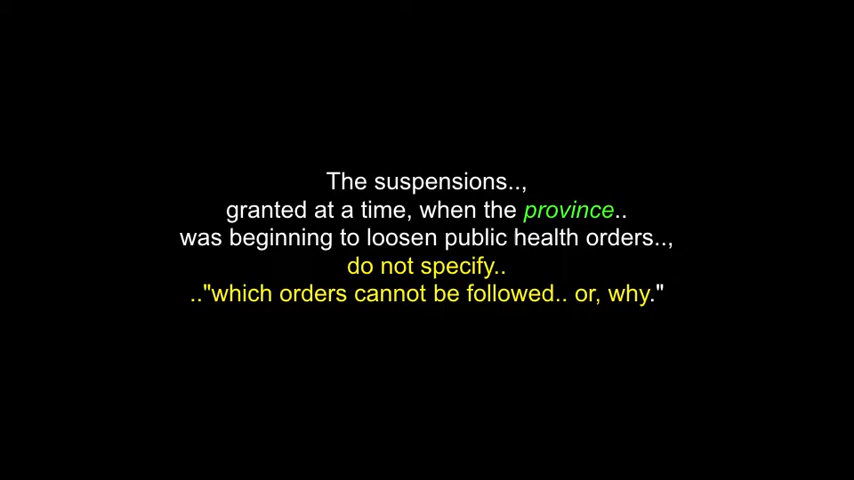 The suspensions..,
granted at a time, when the province..
was beginning to loosen public health orders..,
do not specify..
.."which orders cannot be followed.. or, why."